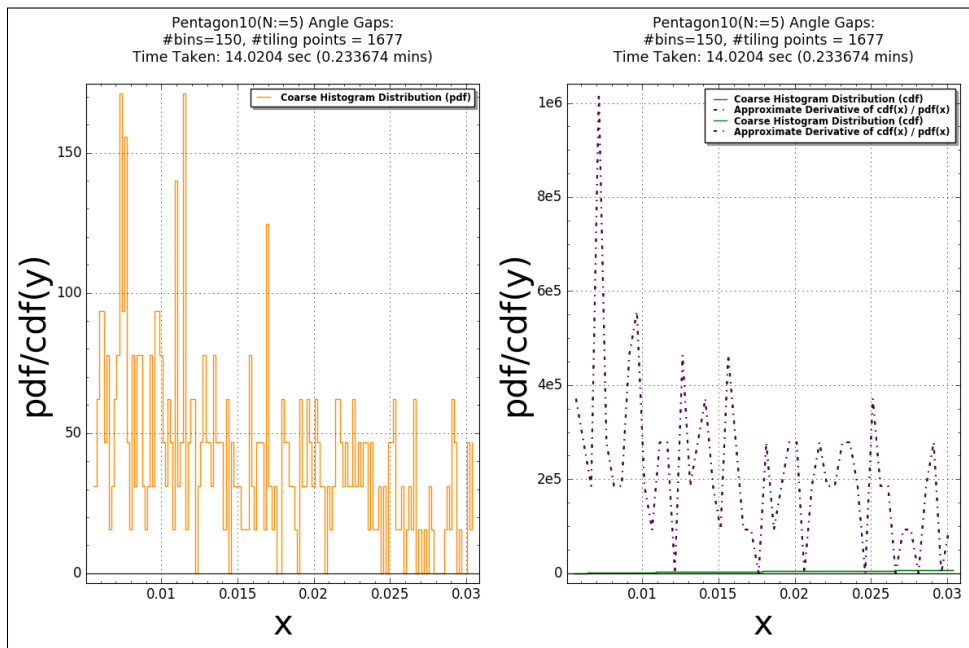 Pentagon10(N:=5) Angle Gaps:
#bins=150, #tiling points = 1677
Time Taken: 14.0204 sec (0.233674 mins)
Coarse Histogram Distribution (pdf)
pdf/cdf(y)
150
100
50
0
0.01
0.015
0.02
0.025
0.03
x
Pentagon10(N:=5) Angle Gaps:
#bins=150, #tiling points = 1677
Time Taken: 14.0204 sec (0.233674 mins)
Coarse Histogram Distribution (cdf)
Approximate Derivative of cdf(x) / pdf(x)
Coarse Histogram Distribution (cdf)
Approximate Derivative of cdf(x) / pdf(x)
pdf/cdf(y)
1e6
8e5
6e5
4e5
2e5
0
0.01
0.015
0.02
0.025
0.03
x